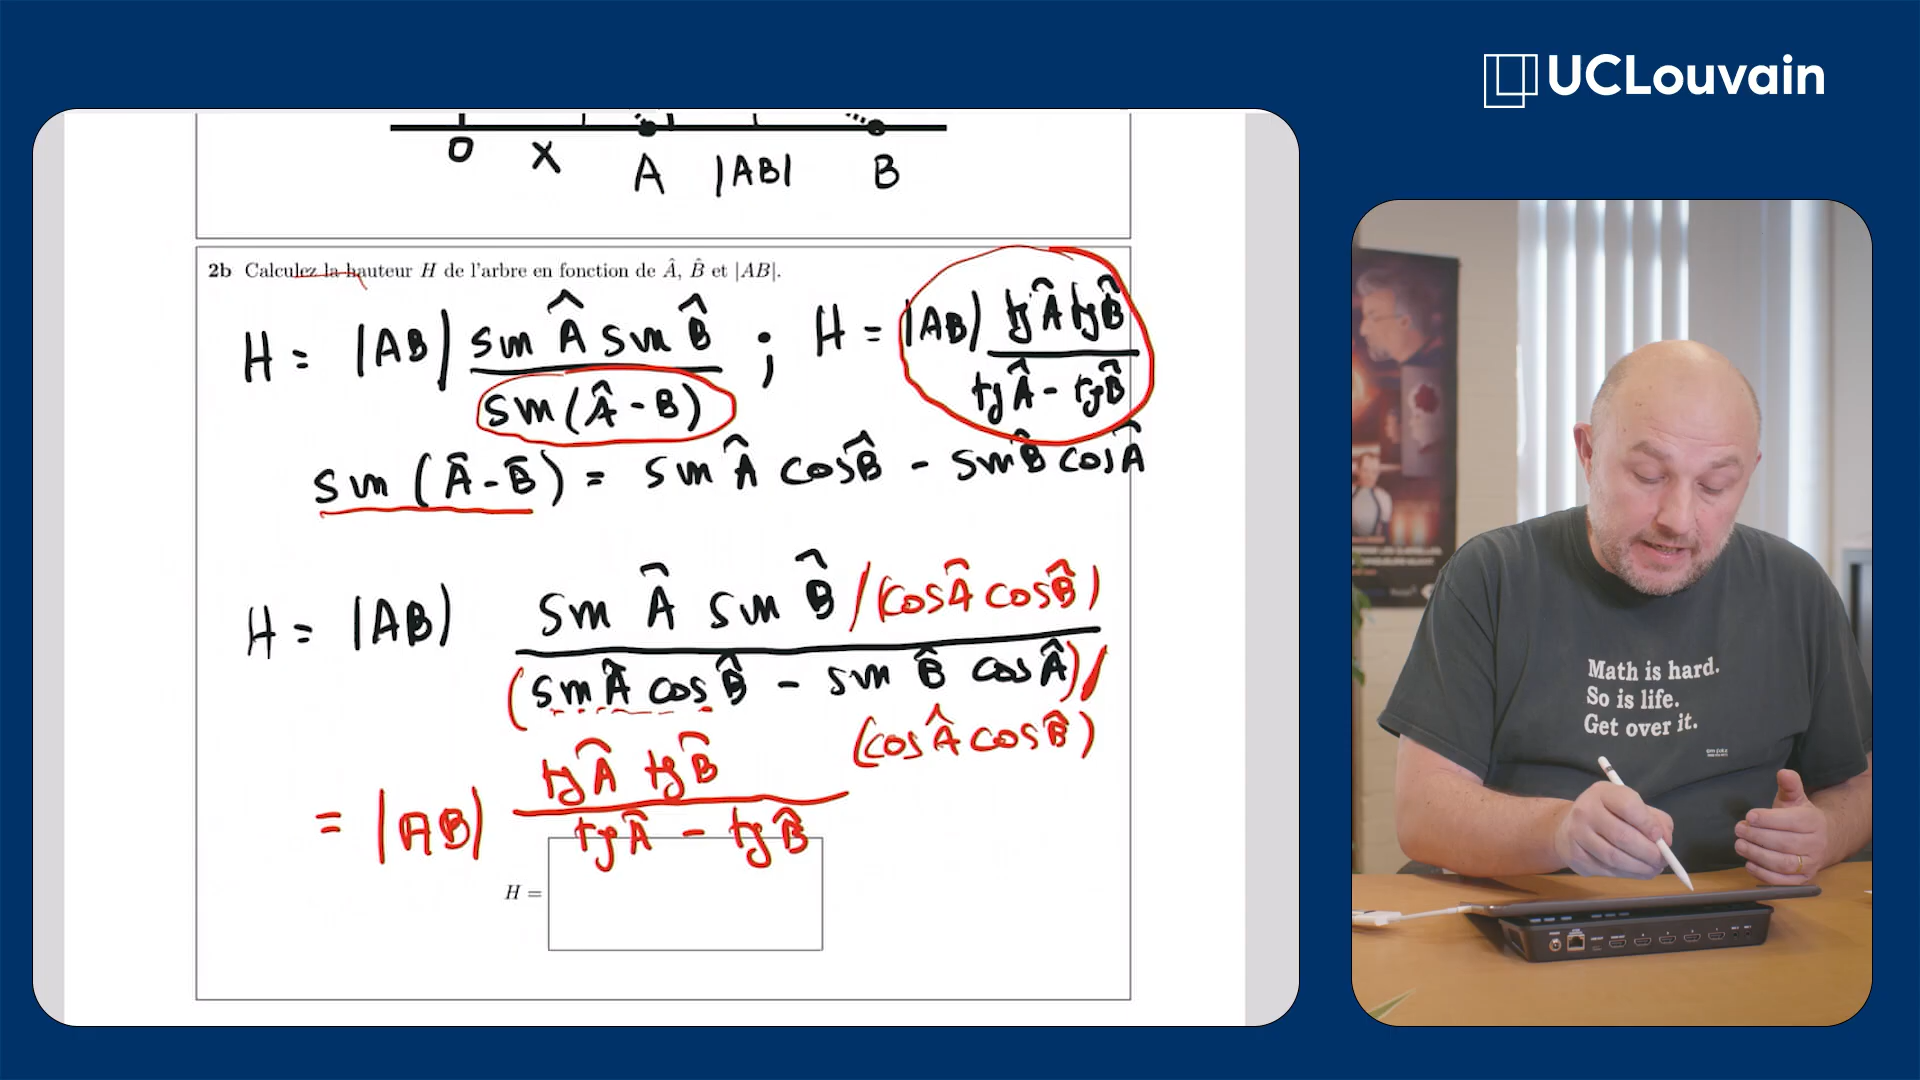 UCLouvain
O X A |AB| B
2b Calculez la hauteur H de l'arbre en fonction de Â, B̂ et |AB|.
H = |AB| sin Â sin B̂ / sin(Â - B) ; H = |AB| tg Â tg B̂ / tg Â - tg B̂
sin (Â - B̂) = sin Â cos B̂ - sin B̂ cos Â
H = |AB| sin Â sin B̂ /(cos Â cos B̂)
(sin Â cos B̂ - sin B̂ cos Â) /
(cos Â cos B̂)
= |AB| tg Â tg B̂ / tg Â - tg B̂
H =
Math is hard.
So is life.
Get over it.